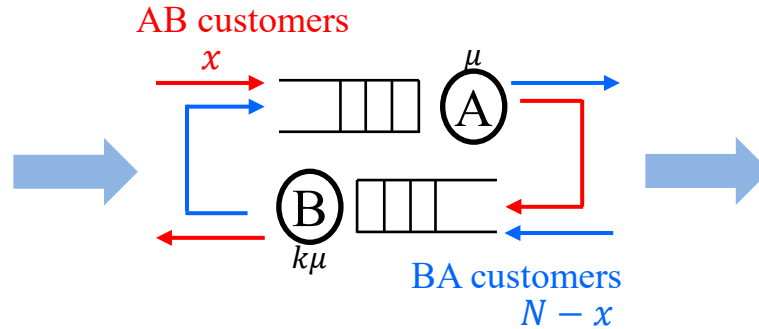 AB customers
x
μ
A
B
kμ
BA customers
N − x